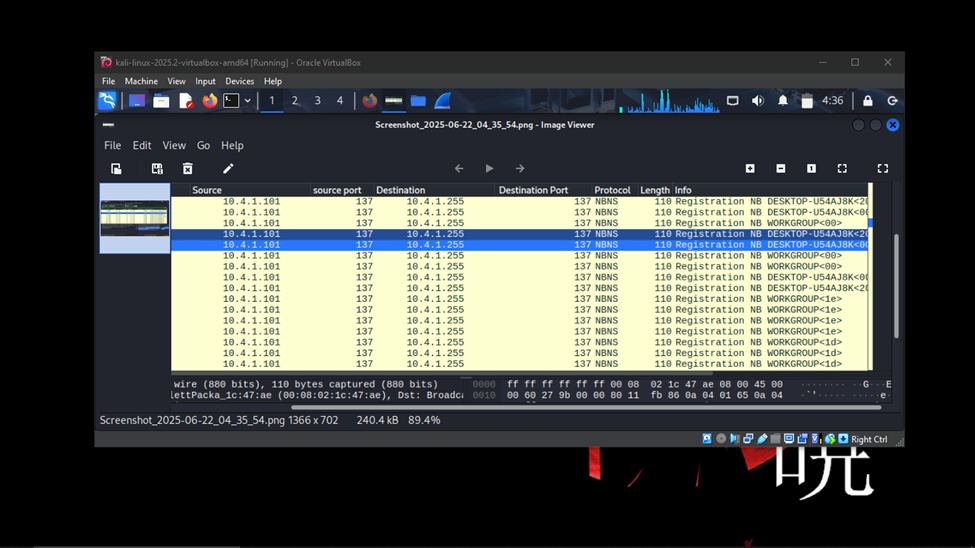 kali-linux-2025.2-virtualbox-amd64 [Running] - Oracle VirtualBox
File Machine View Input Devices Help
1 2 3 4 4:36
Screenshot_2025-06-22_04_35_54.png - Image Viewer
File Edit View Go Help
Source source port Destination Destination Port Protocol Length Info
10.4.1.101 137 10.4.1.255 137 NBNS 110 Registration NB DESKTOP-U54AJ8K<20
10.4.1.101 137 10.4.1.255 137 NBNS 110 Registration NB DESKTOP-U54AJ8K<00
10.4.1.101 137 10.4.1.255 137 NBNS 110 Registration NB WORKGROUP<00>
10.4.1.101 137 10.4.1.255 137 NBNS 110 Registration NB DESKTOP-U54AJ8K<20
10.4.1.101 137 10.4.1.255 137 NBNS 110 Registration NB DESKTOP-U54AJ8K<00
10.4.1.101 137 10.4.1.255 137 NBNS 110 Registration NB WORKGROUP<00>
10.4.1.101 137 10.4.1.255 137 NBNS 110 Registration NB WORKGROUP<00>
10.4.1.101 137 10.4.1.255 137 NBNS 110 Registration NB DESKTOP-U54AJ8K<20
10.4.1.101 137 10.4.1.255 137 NBNS 110 Registration NB WORKGROUP<1e>
10.4.1.101 137 10.4.1.255 137 NBNS 110 Registration NB WORKGROUP<1e>
10.4.1.101 137 10.4.1.255 137 NBNS 110 Registration NB WORKGROUP<1e>
10.4.1.101 137 10.4.1.255 137 NBNS 110 Registration NB WORKGROUP<1e>
10.4.1.101 137 10.4.1.255 137 NBNS 110 Registration NB WORKGROUP<1d>
10.4.1.101 137 10.4.1.255 137 NBNS 110 Registration NB WORKGROUP<1d>
10.4.1.101 137 10.4.1.255 137 NBNS 110 Registration NB WORKGROUP<1d>
10.4.1.101 137 10.4.1.255 137 NBNS 110 Registration NB WORKGROUP<1d>
wire (880 bits), 110 bytes captured (880 bits) 0000 ff ff ff ff ff ff 00 08 02 1c 47 ae 08 00 45 00 ········ ··G···E
lettPacka_1c:47:ae (00:08:02:1c:47:ae), Dst: Broadc 0010 00 60 27 9b 00 00 80 11 fb 86 0a 04 01 65 0a 04
Screenshot_2025-06-22_04_35_54.png 1366 x 702 240.4 kB 89.4%
Right Ctrl
暁